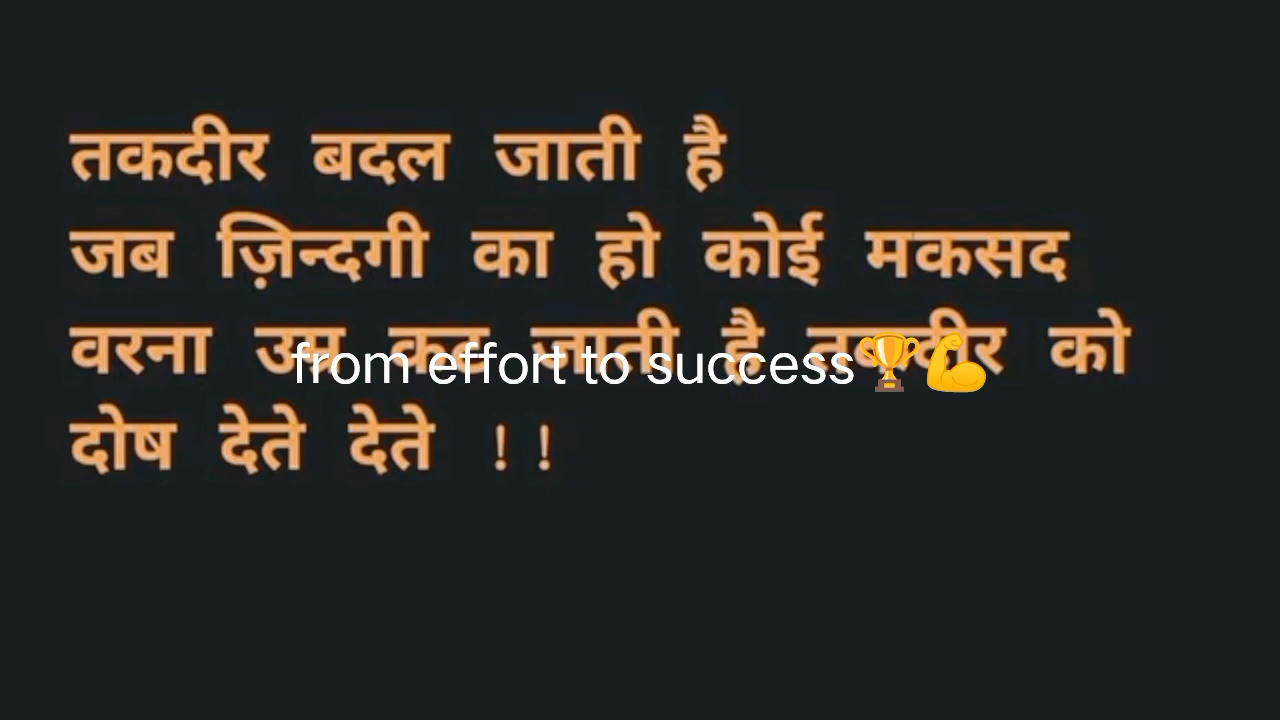 तकदीर बदल जाती है
जब ज़िन्दगी का हो कोई मकसद
वरना उम्र कट जाती है तकदीर को
from effort to success🏆💪
दोष देते देते !!